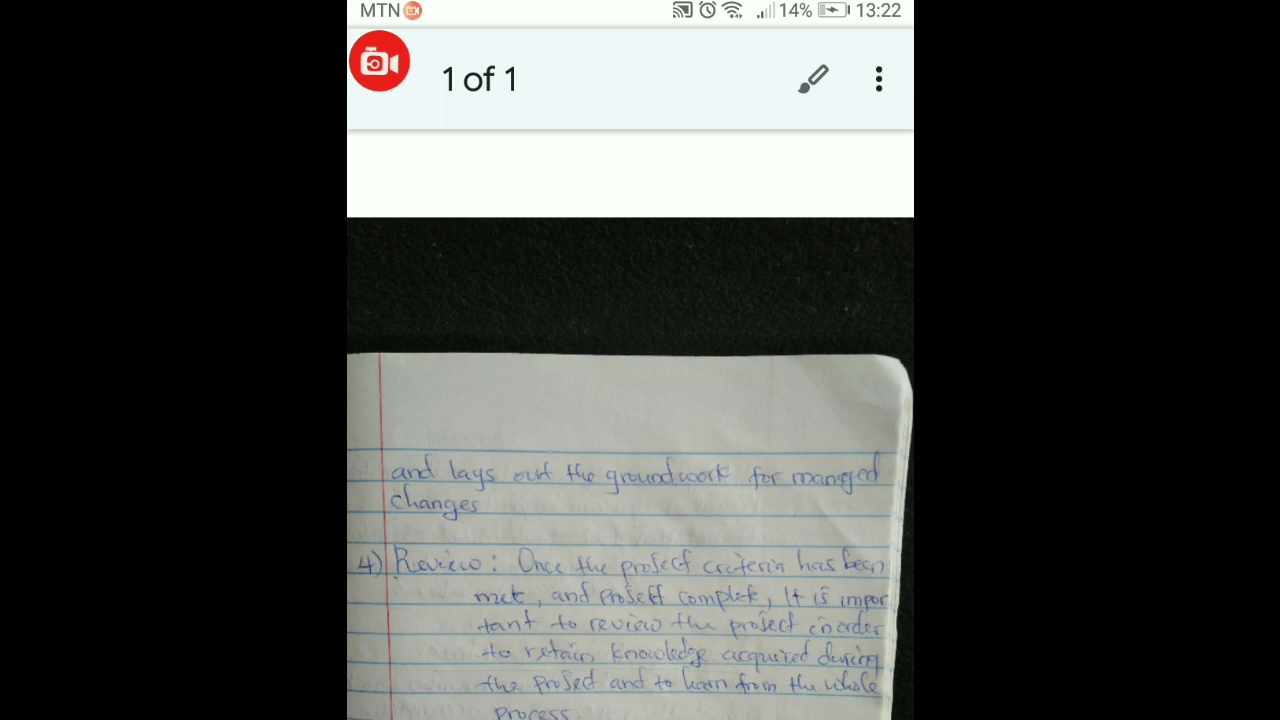 MTN 14% 13:22
1 of 1
and lays out the groundwork for managed
changes
4) Review: Once the project criteria has been
met, and project complete, It is impor
tant to review the project inorder
to retain knowledge acquired during
the project and to learn from the whole
process.